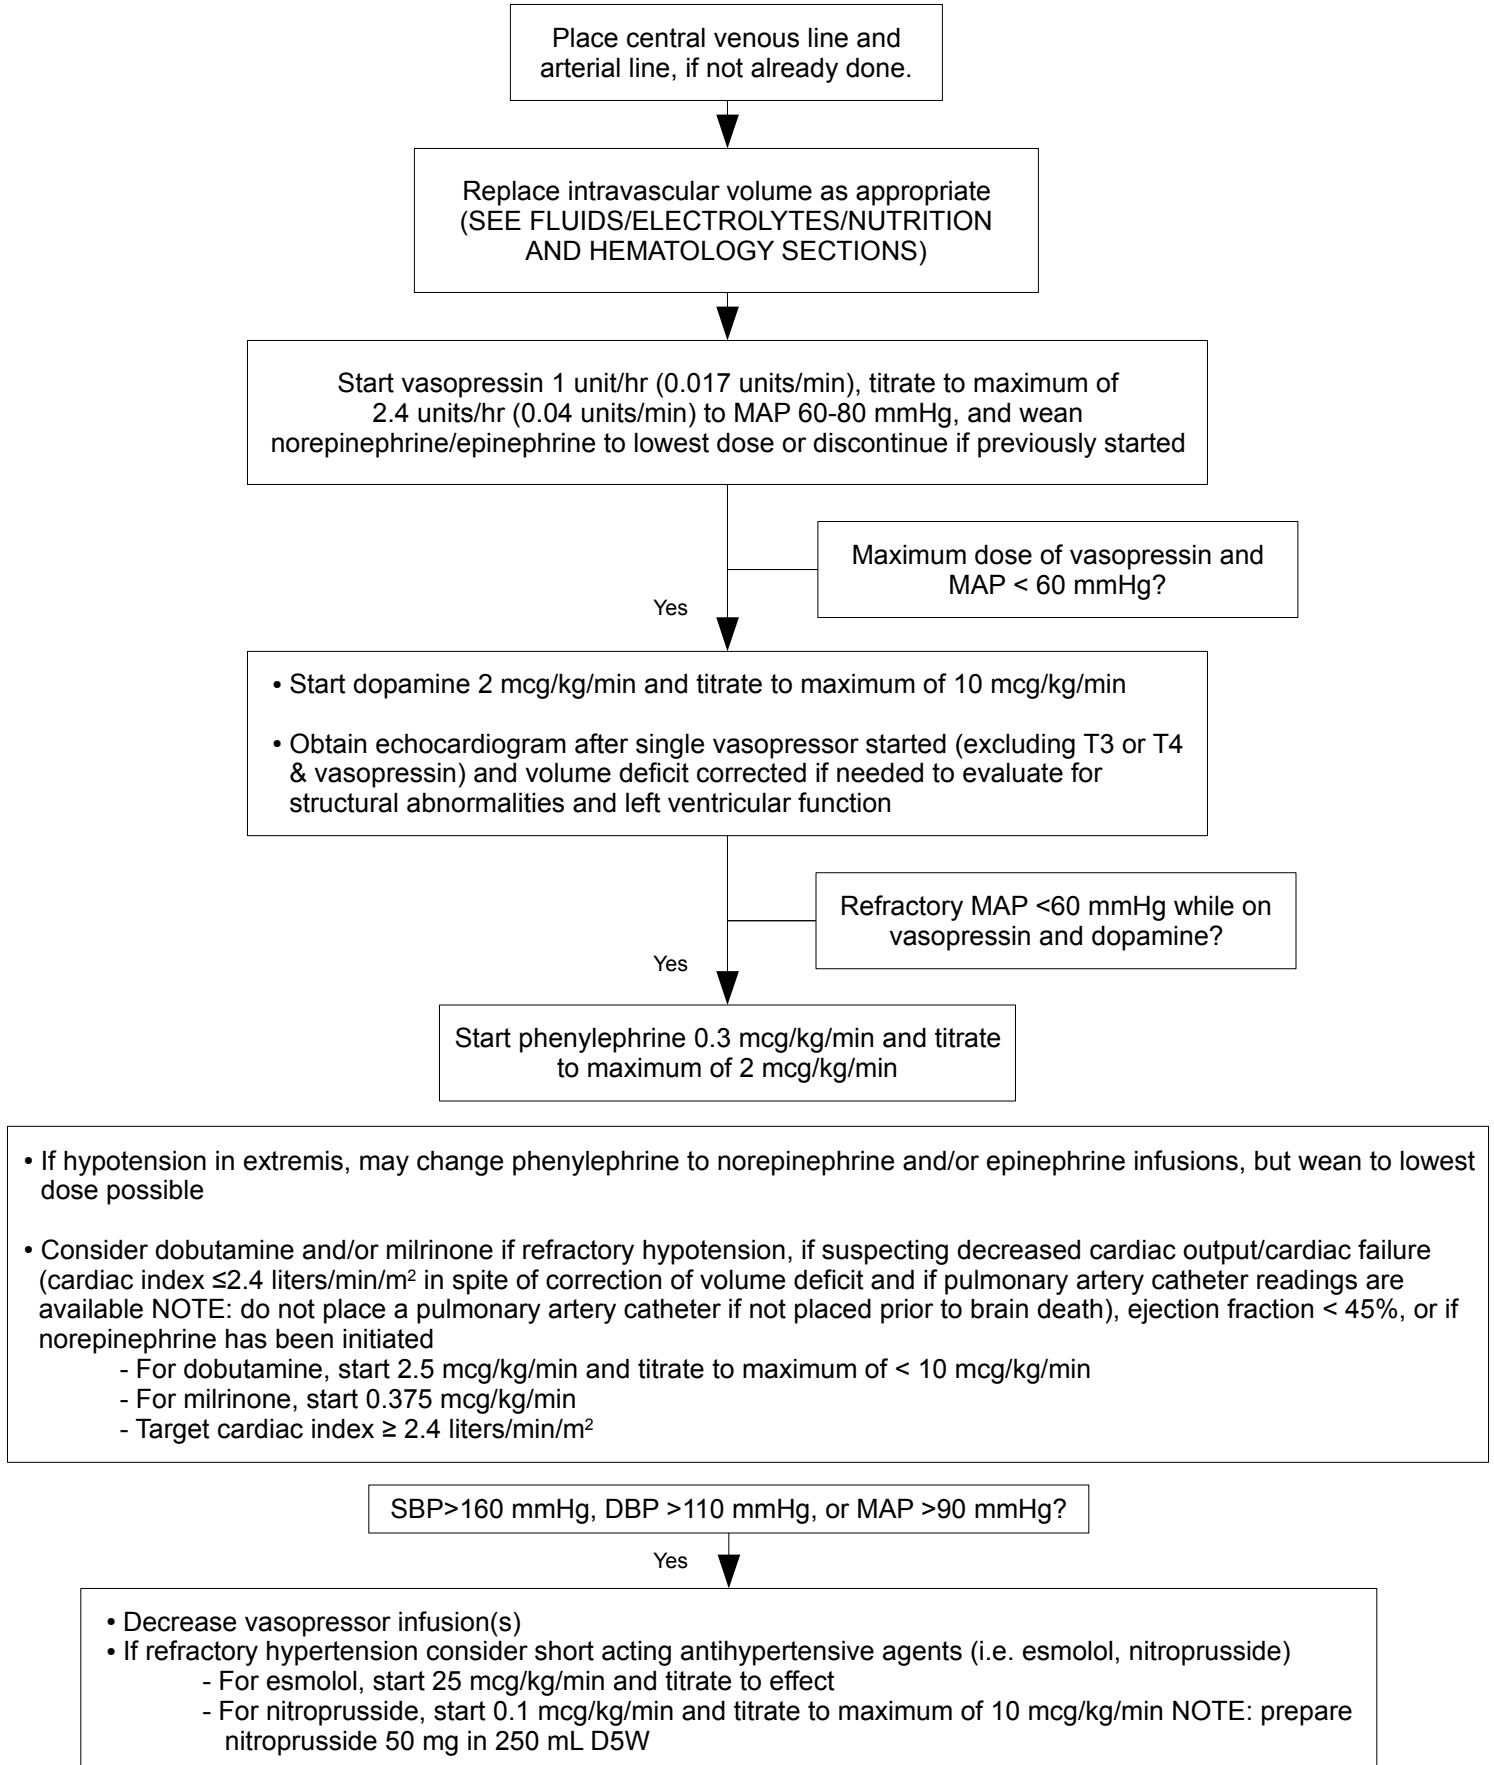 Place central venous line and
arterial line, if not already done.
Replace intravascular volume as appropriate
(SEE FLUIDS/ELECTROLYTES/NUTRITION
AND HEMATOLOGY SECTIONS)
Start vasopressin 1 unit/hr (0.017 units/min), titrate to maximum of
2.4 units/hr (0.04 units/min) to MAP 60-80 mmHg, and wean
norepinephrine/epinephrine to lowest dose or discontinue if previously started
Maximum dose of vasopressin and
MAP < 60 mmHg?
Yes
• Start dopamine 2 mcg/kg/min and titrate to maximum of 10 mcg/kg/min
• Obtain echocardiogram after single vasopressor started (excluding T3 or T4
& vasopressin) and volume deficit corrected if needed to evaluate for
structural abnormalities and left ventricular function
Refractory MAP <60 mmHg while on
vasopressin and dopamine?
Yes
Start phenylephrine 0.3 mcg/kg/min and titrate
to maximum of 2 mcg/kg/min
• If hypotension in extremis, may change phenylephrine to norepinephrine and/or epinephrine infusions, but wean to lowest
dose possible
• Consider dobutamine and/or milrinone if refractory hypotension, if suspecting decreased cardiac output/cardiac failure
(cardiac index ≤2.4 liters/min/m² in spite of correction of volume deficit and if pulmonary artery catheter readings are
available NOTE: do not place a pulmonary artery catheter if not placed prior to brain death), ejection fraction < 45%, or if
norepinephrine has been initiated
- For dobutamine, start 2.5 mcg/kg/min and titrate to maximum of < 10 mcg/kg/min
- For milrinone, start 0.375 mcg/kg/min
- Target cardiac index ≥ 2.4 liters/min/m²
SBP>160 mmHg, DBP >110 mmHg, or MAP >90 mmHg?
Yes
• Decrease vasopressor infusion(s)
• If refractory hypertension consider short acting antihypertensive agents (i.e. esmolol, nitroprusside)
- For esmolol, start 25 mcg/kg/min and titrate to effect
- For nitroprusside, start 0.1 mcg/kg/min and titrate to maximum of 10 mcg/kg/min NOTE: prepare
nitroprusside 50 mg in 250 mL D5W